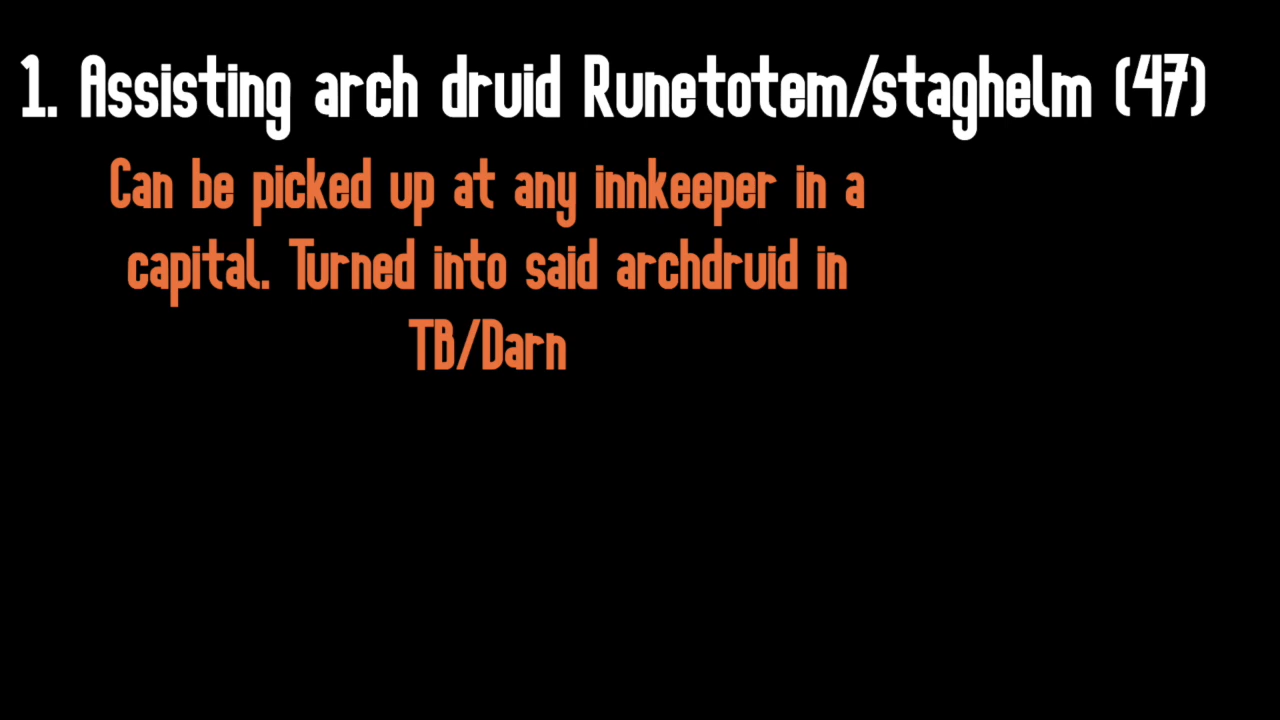 1. Assisting arch druid Runetotem/staghelm (47)
Can be picked up at any innkeeper in a
capital. Turned into said archdruid in
TB/Darn